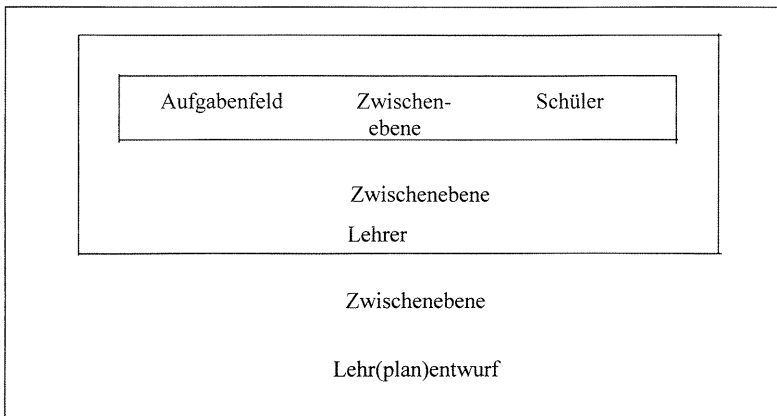 Aufgabenfeld Zwischen- Schüler
ebene
Zwischenebene
Lehrer
Zwischenebene
Lehr(plan)entwurf